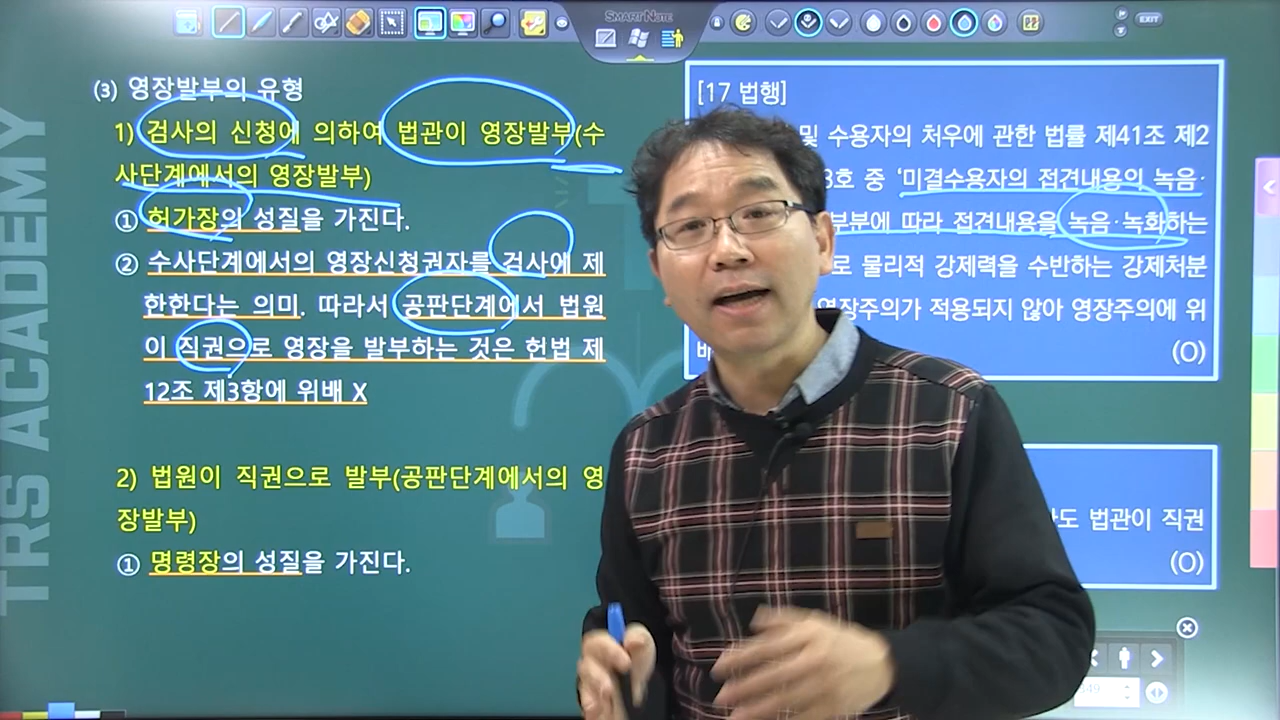 SMART NOTE
EXIT
TRS ACADEMY
(3) 영장발부의 유형
1) 검사의 신청에 의하여 법관이 영장발부(수
사단계에서의 영장발부)
① 허가장의 성질을 가진다.
② 수사단계에서의 영장신청권자를 검사에 제
한한다는 의미. 따라서 공판단계에서 법원
이 직권으로 영장을 발부하는 것은 헌법 제
12조 제3항에 위배 X
2) 법원이 직권으로 발부(공판단계에서의 영
장발부)
① 명령장의 성질을 가진다.
[17 법행]
및 수용자의 처우에 관한 법률 제41조 제2
3호 중 ‘미결수용자의 접견내용의 녹음·
부분에 따라 접견내용을 녹음·녹화하는
로 물리적 강제력을 수반하는 강제처분
영장주의가 적용되지 않아 영장주의에 위
(O)
법관이 직권
(O)